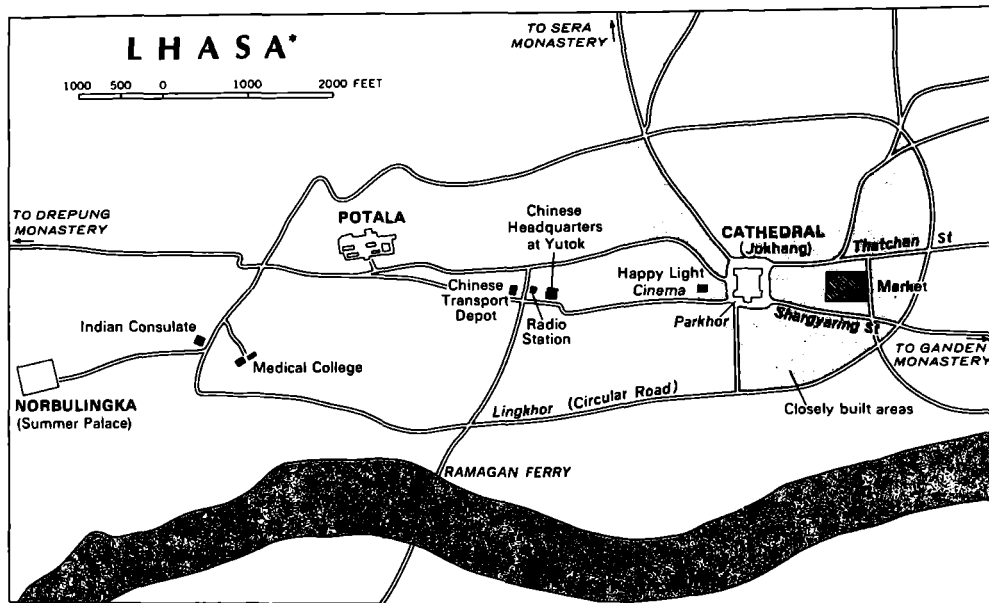 LHASA*
1000 500 0 1000 2000 FEET
TO SERA
MONASTERY
TO DREPUNG
MONASTERY
POTALA
Chinese
Headquarters
at Yutok
CATHEDRAL
(Jokhang)
Thatchan St
Happy Light
Cinema
Market
Chinese
Transport
Depot
Radio
Station
Parkhor
Shargyaring St
Indian Consulate
Medical College
TO GANDEN
MONASTERY
NORBULINGKA
(Summer Palace)
Lingkhor (Circular Road)
Closely built areas
RAMAGAN FERRY